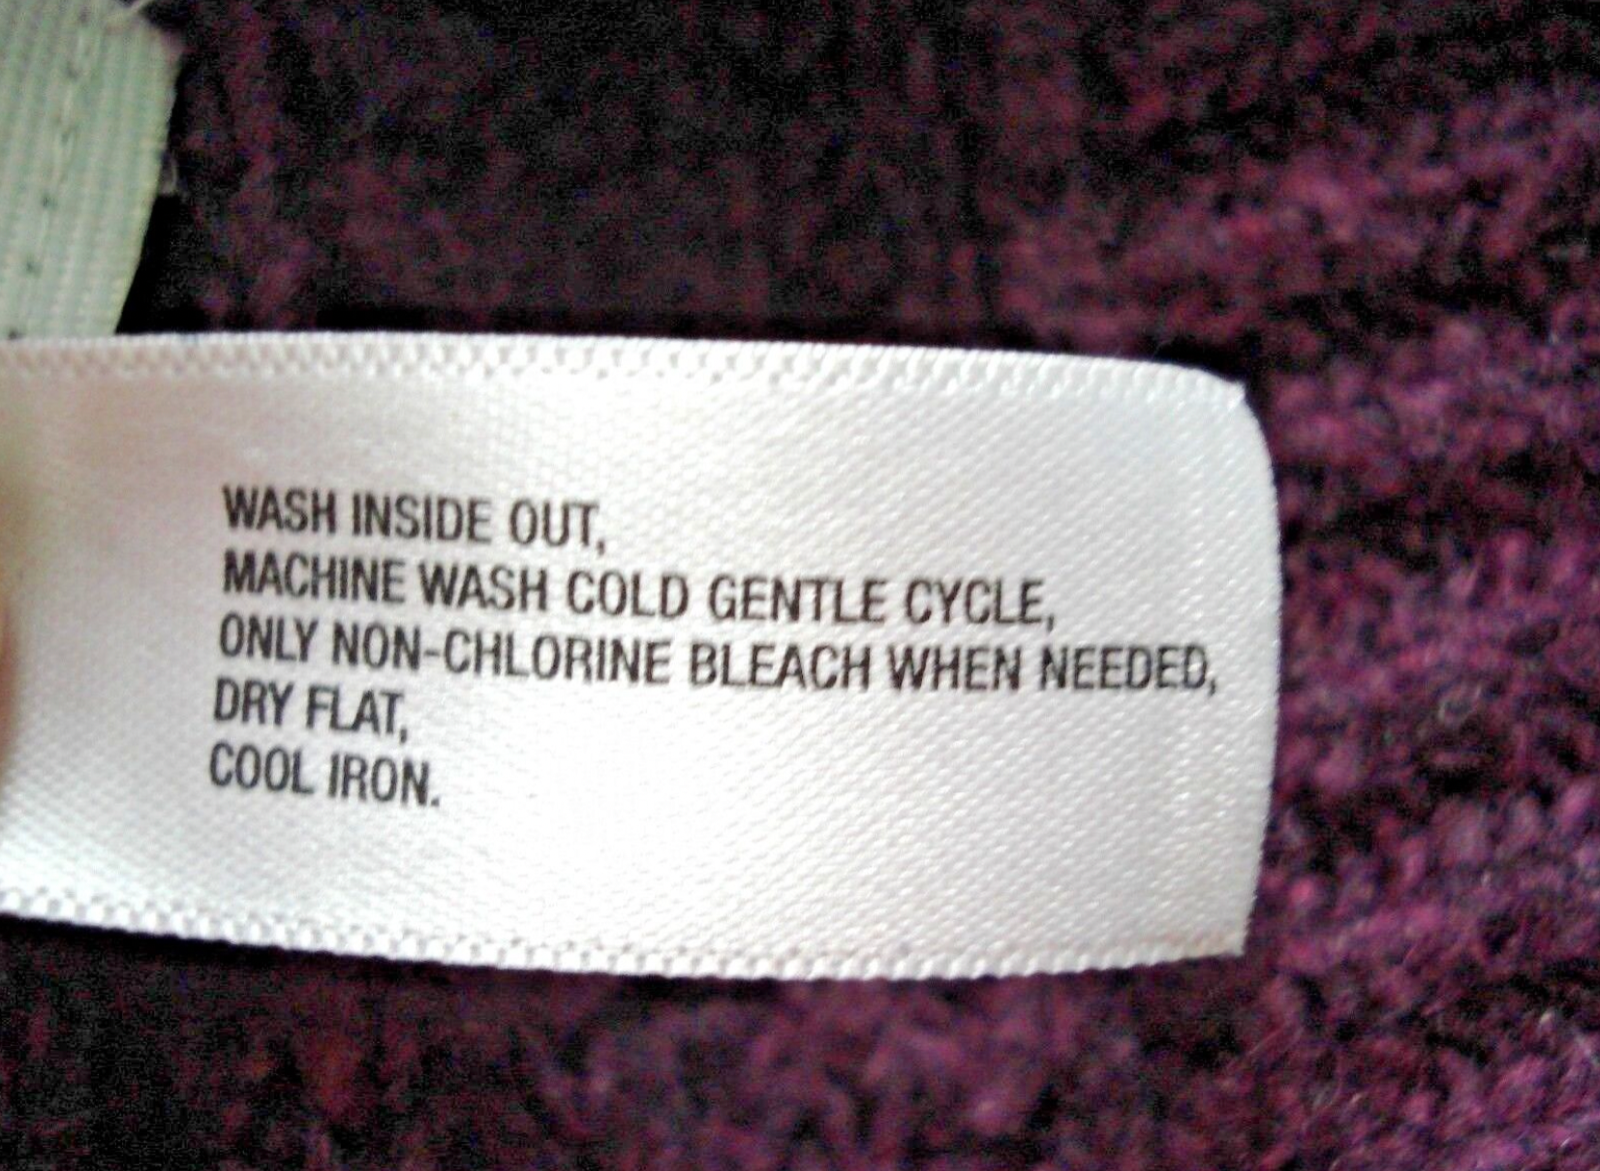 WASH INSIDE OUT,
MACHINE WASH COLD GENTLE CYCLE,
ONLY NON-CHLORINE BLEACH WHEN NEEDED,
DRY FLAT,
COOL IRON.